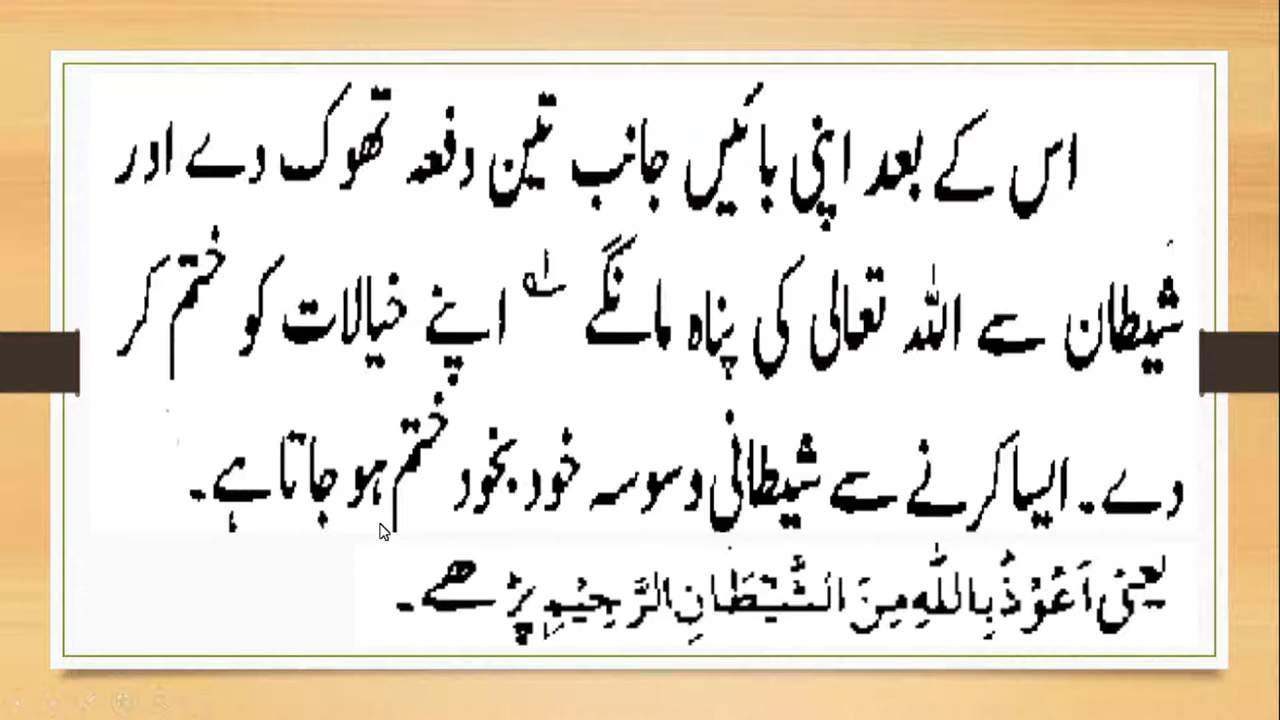 اس کے بعد اپنی بائیں جانب تین دفعہ تھوک دے اور
شیطان سے اللہ تعالی کی پناہ مانگے لہ اپنے خیالات کو ختم کر
دے۔ ایسا کرنے سے شیطانی وسوسہ خود بخود ختم ہو جاتا ہے۔
یعنی اَعُوْذُ بِاللّٰهِ مِنَ الشَّیْطَانِ الرَّجِیْمِ پڑھے۔